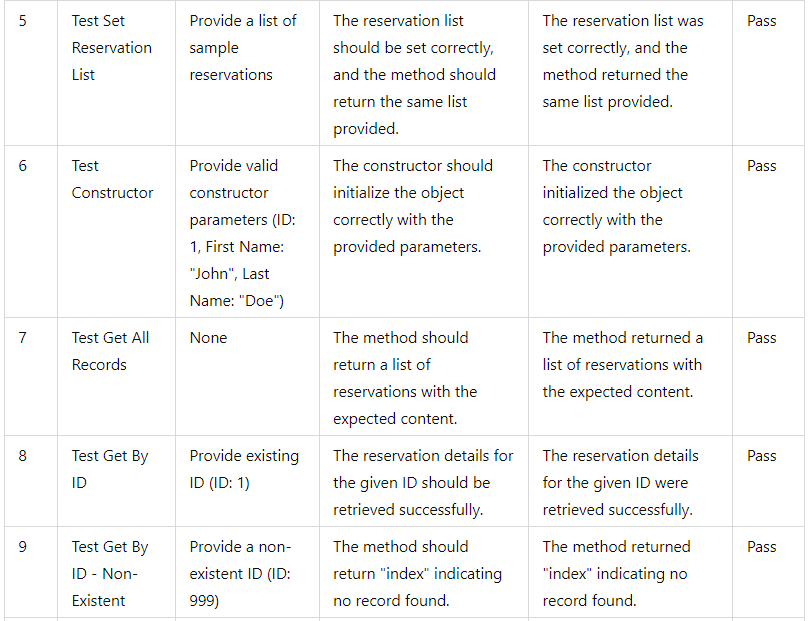 5
Test Set
Reservation
List
Provide a list of
sample
reservations
The reservation list
should be set correctly,
and the method should
return the same list
provided.
The reservation list was
set correctly, and the
method returned the
same list provided.
Pass
6
Test
Constructor
Provide valid
constructor
parameters (ID:
1, First Name:
"John", Last
Name: "Doe")
The constructor should
initialize the object
correctly with the
provided parameters.
The constructor
initialized the object
correctly with the
provided parameters.
Pass
7
Test Get All
Records
None
The method should
return a list of
reservations with the
expected content.
The method returned a
list of reservations with
the expected content.
Pass
8
Test Get By
ID
Provide existing
ID (ID: 1)
The reservation details for
the given ID should be
retrieved successfully.
The reservation details
for the given ID were
retrieved successfully.
Pass
9
Test Get By
ID - Non-
Existent
Provide a non-
existent ID (ID:
999)
The method should
return "index" indicating
no record found.
The method returned
"index" indicating no
record found.
Pass